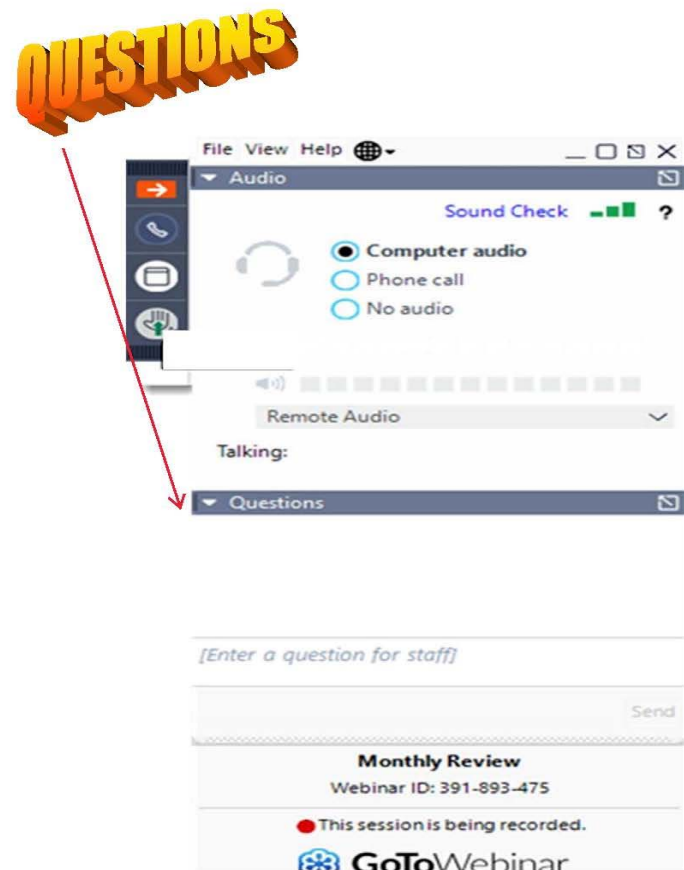 QUESTIONS
File View Help
Audio
Sound Check ?
Computer audio
Phone call
No audio
Remote Audio
Talking:
Questions
[Enter a question for staff]
Send
Monthly Review
Webinar ID: 391-893-475
This session is being recorded.
GoToWebinar